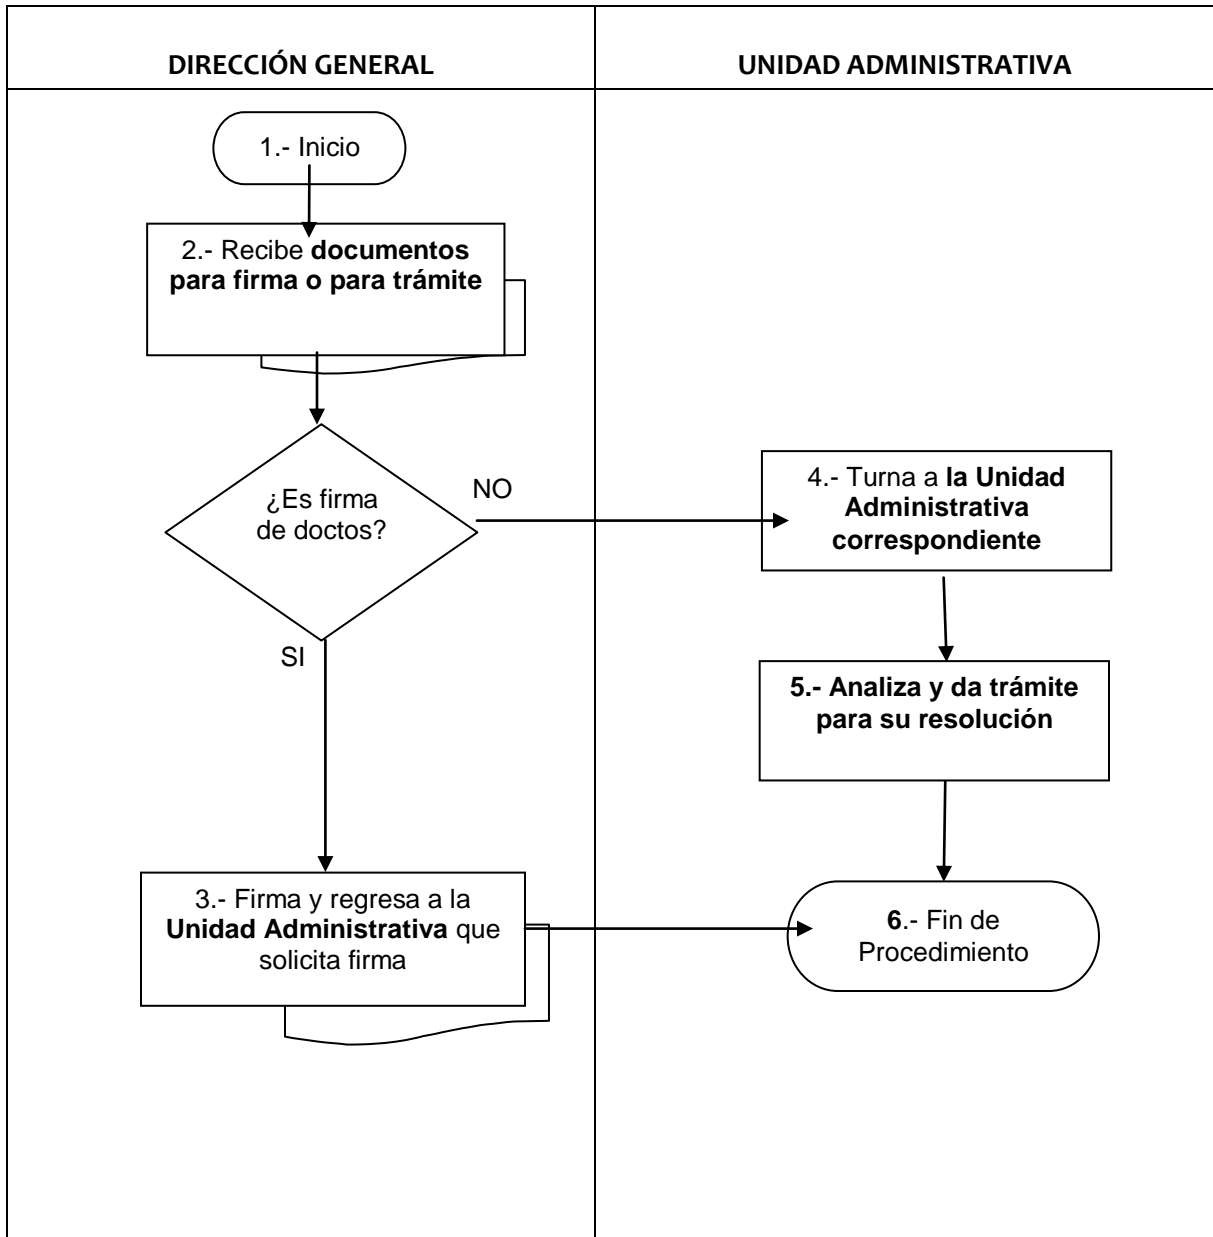 DIRECCIÓN GENERAL
UNIDAD ADMINISTRATIVA
1.- Inicio
2.- Recibe documentos
para firma o para trámite
¿Es firma
de doctos?
NO
4.- Turna a la Unidad
Administrativa
correspondiente
SI
5.- Analiza y da trámite
para su resolución
3.- Firma y regresa a la
Unidad Administrativa que
solicita firma
6.- Fin de
Procedimiento